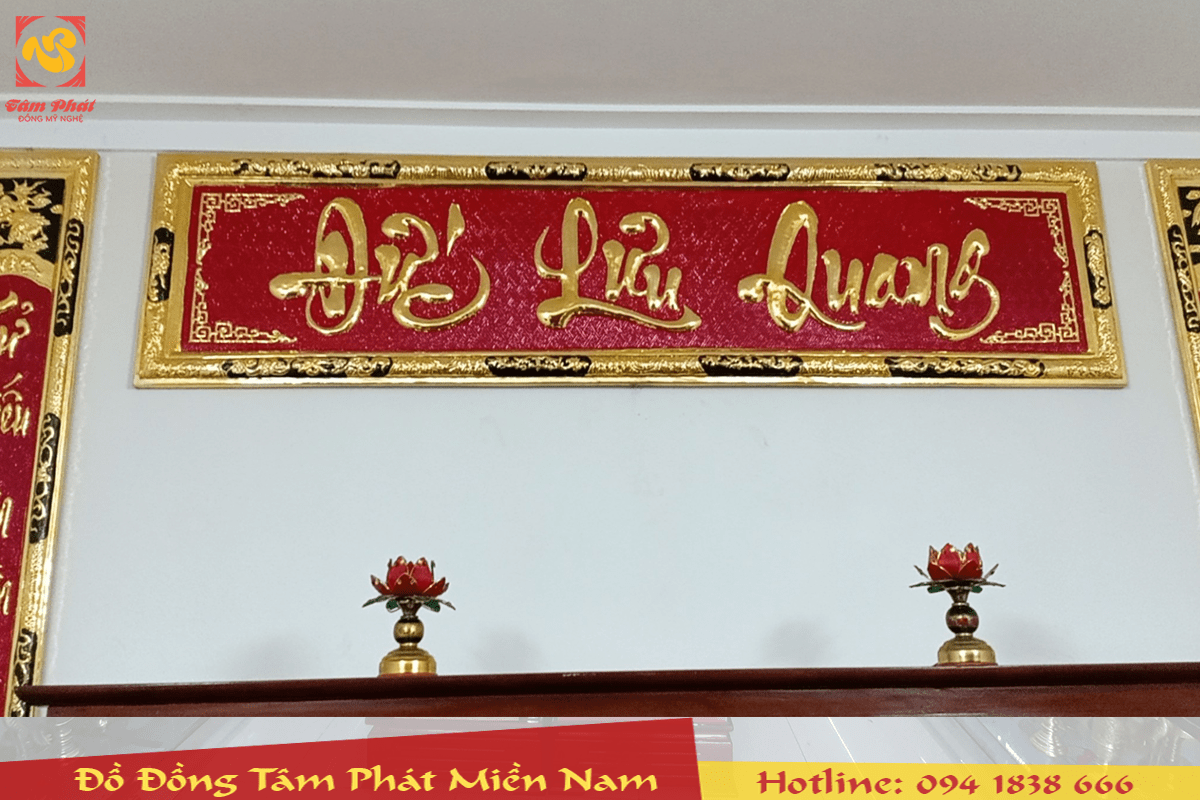 Tâm Phát
ĐỒNG MỸ NGHỆ
Đức Lưu Quang
Đồ Đồng Tâm Phát Miền Nam
Hotline: 094 1838 666